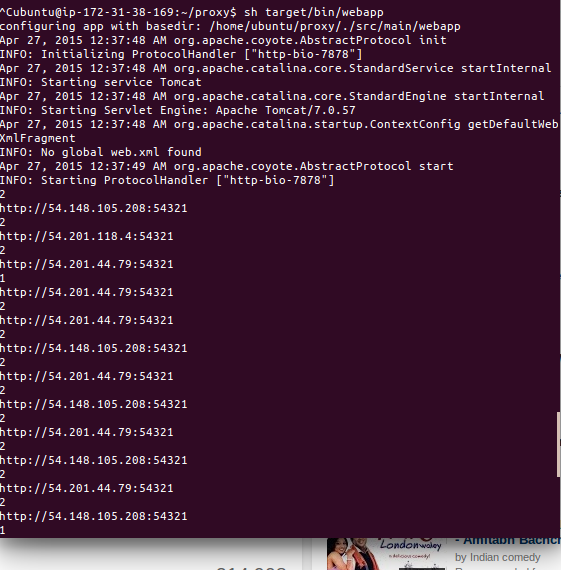 ^Cubuntu@ip-172-31-38-169:~/proxy$ sh target/bin/webapp
configuring app with basedir: /home/ubuntu/proxy/./src/main/webapp
Apr 27, 2015 12:37:48 AM org.apache.coyote.AbstractProtocol init
INFO: Initializing ProtocolHandler ["http-bio-7878"]
Apr 27, 2015 12:37:48 AM org.apache.catalina.core.StandardService startInternal
INFO: Starting service Tomcat
Apr 27, 2015 12:37:48 AM org.apache.catalina.core.StandardEngine startInternal
INFO: Starting Servlet Engine: Apache Tomcat/7.0.57
Apr 27, 2015 12:37:48 AM org.apache.catalina.startup.ContextConfig getDefaultWeb
XmlFragment
INFO: No global web.xml found
Apr 27, 2015 12:37:49 AM org.apache.coyote.AbstractProtocol start
INFO: Starting ProtocolHandler ["http-bio-7878"]
2
http://54.148.105.208:54321
2
http://54.201.118.4:54321
2
http://54.201.44.79:54321
1
http://54.201.44.79:54321
2
http://54.201.44.79:54321
2
http://54.148.105.208:54321
2
http://54.201.44.79:54321
2
http://54.148.105.208:54321
2
http://54.201.44.79:54321
2
http://54.148.105.208:54321
2
http://54.201.44.79:54321
2
http://54.148.105.208:54321
1
Londonwaley
- Amitabh Bachc
by Indian comedy